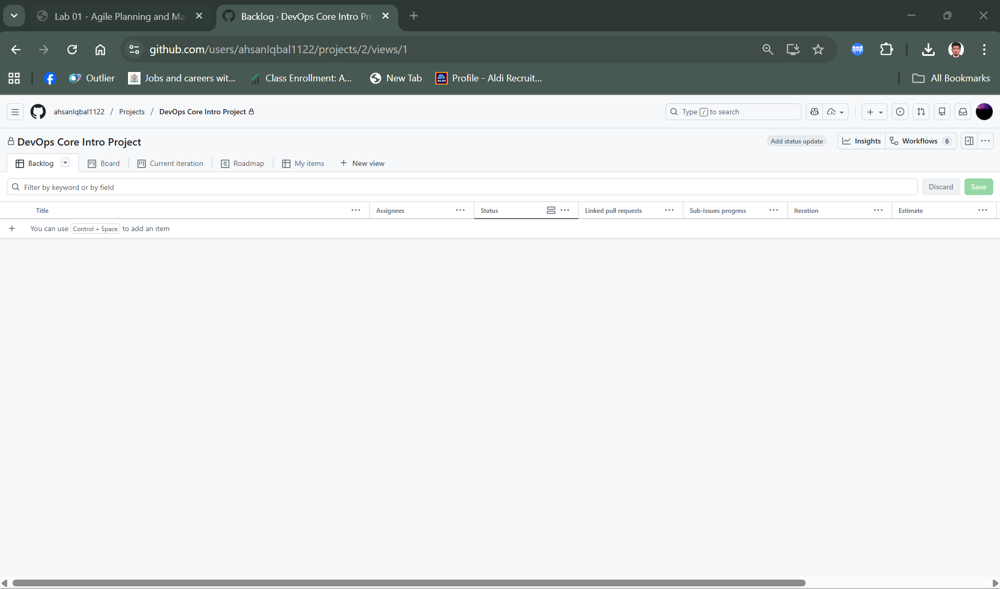 Lab 01 - Agile Planning and Ma
Backlog · DevOps Core Intro Pr
github.com/users/ahsanIqbal1122/projects/2/views/1
Outlier
Jobs and careers wit...
Class Enrollment: A...
New Tab
ALDI
Profile - Aldi Recruit...
All Bookmarks
ahsanIqbal1122 / Projects / DevOps Core Intro Project
Type / to search
DevOps Core Intro Project
Add status update
Insights
Workflows 6
Backlog
Board
Current iteration
Roadmap
My items
New view
Filter by keyword or by field
Discard
Save
Title
Assignees
Status
Linked pull requests
Sub-issues progress
Iteration
Estimate
You can use Control + Space to add an item